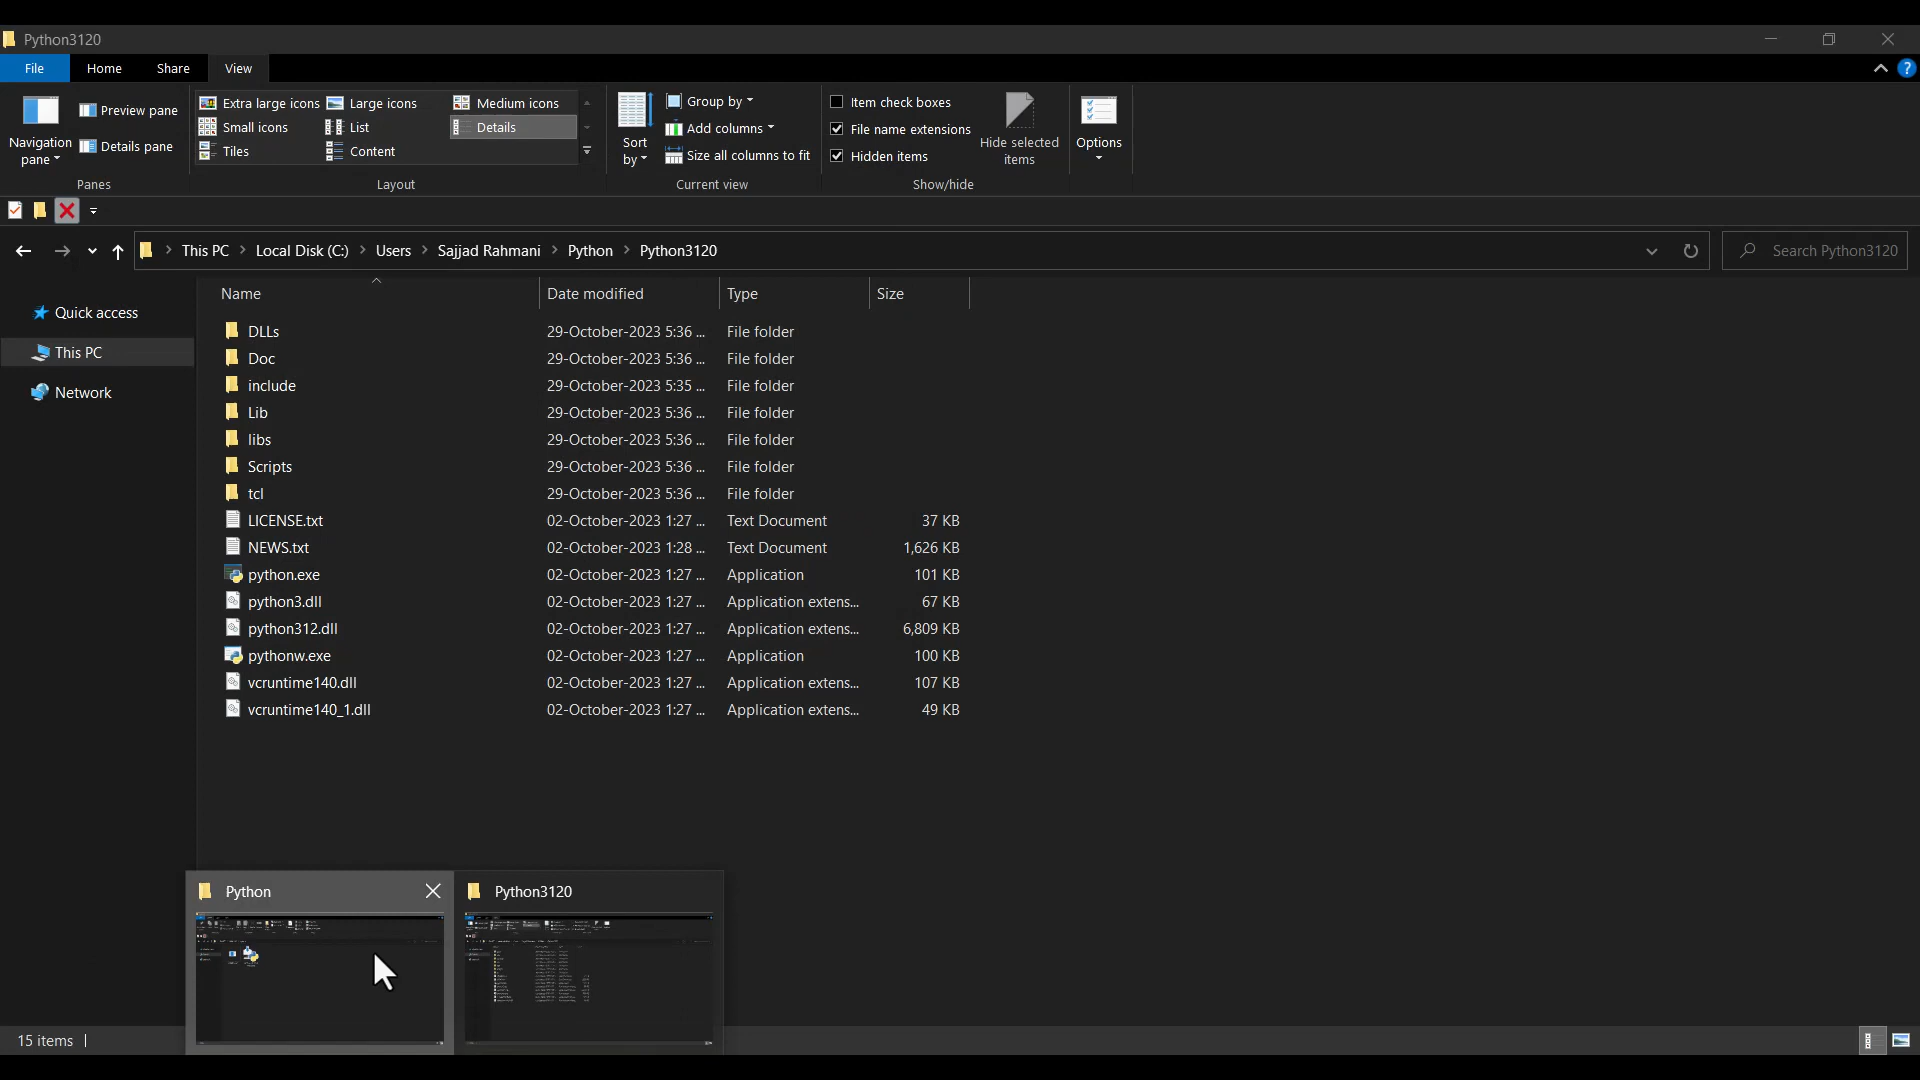 Python3120
File Home Share View
Navigation pane
Preview pane
Details pane
Panes
Extra large icons Large icons Medium icons
Small icons List Details
Tiles Content
Layout
Sort by
Group by
Add columns
Size all columns to fit
Current view
Item check boxes
File name extensions
Hidden items
Hide selected items
Show/hide
Options
This PC Local Disk (C:) Users Sajjad Rahmani Python Python3120
Search Python3120
Quick access
This PC
Network
Name Date modified Type Size
DLLs 29-October-2023 5:36 ... File folder
Doc 29-October-2023 5:36 ... File folder
include 29-October-2023 5:35 ... File folder
Lib 29-October-2023 5:36 ... File folder
libs 29-October-2023 5:36 ... File folder
Scripts 29-October-2023 5:36 ... File folder
tcl 29-October-2023 5:36 ... File folder
LICENSE.txt 02-October-2023 1:27 ... Text Document 37 KB
NEWS.txt 02-October-2023 1:28 ... Text Document 1,626 KB
python.exe 02-October-2023 1:27 ... Application 101 KB
python3.dll 02-October-2023 1:27 ... Application extens... 67 KB
python312.dll 02-October-2023 1:27 ... Application extens... 6,809 KB
pythonw.exe 02-October-2023 1:27 ... Application 100 KB
vcruntime140.dll 02-October-2023 1:27 ... Application extens... 107 KB
vcruntime140_1.dll 02-October-2023 1:27 ... Application extens... 49 KB
Python Python3120
15 items